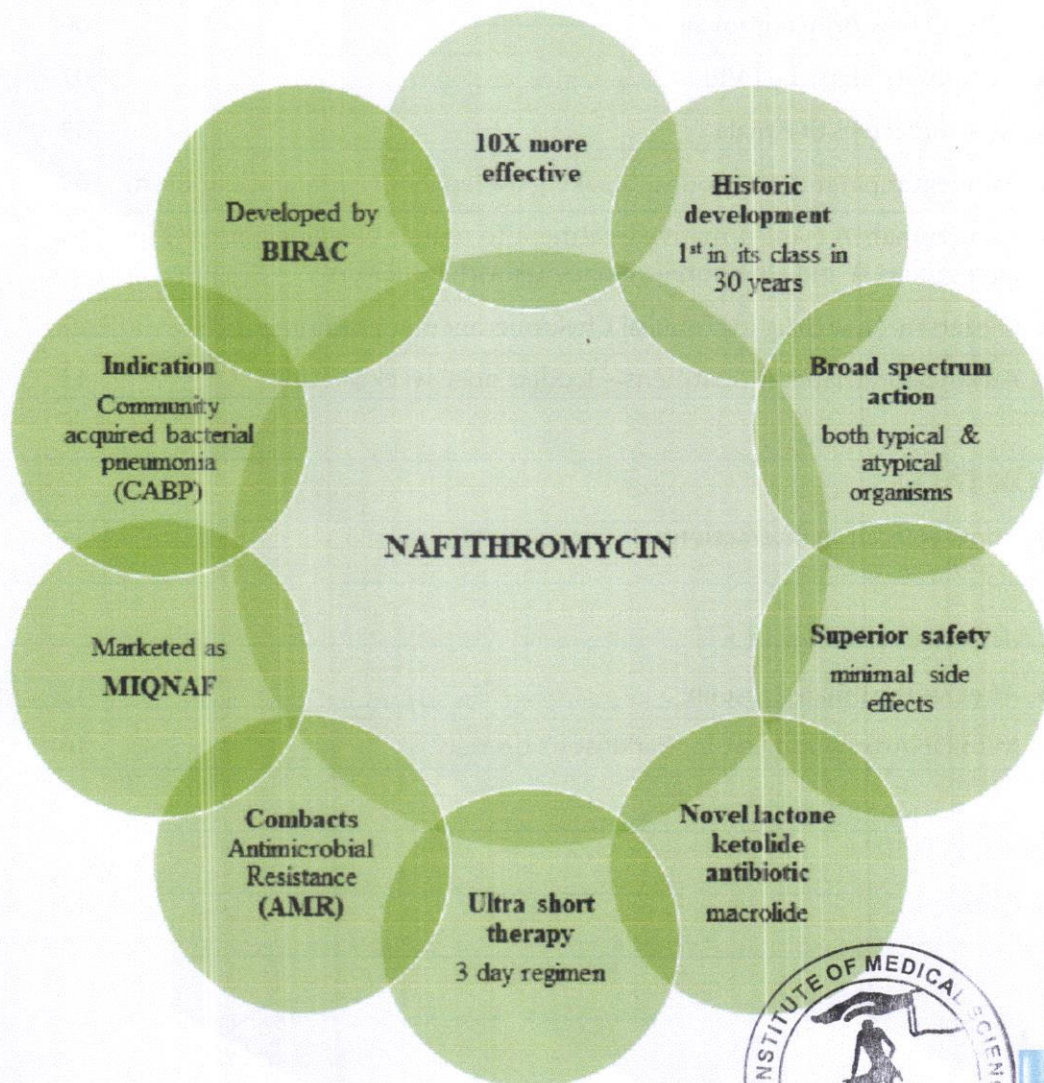 10X more
effective
Historic
development
1st in its class in
30 years
Broad spectrum
action
both typical &
atypical
organisms
Superior safety
minimal side
effects
Novel lactone
ketolide
antibiotic
macrolide
Ultra short
therapy
3 day regimen
Combacts
Antimicrobial
Resistance
(AMR)
Marketed as
MIQNAF
Indication
Community
acquired bacterial
pneumonia
(CABP)
Developed by
BIRAC
NAFITHROMYCIN
INSTITUTE OF MEDICAL